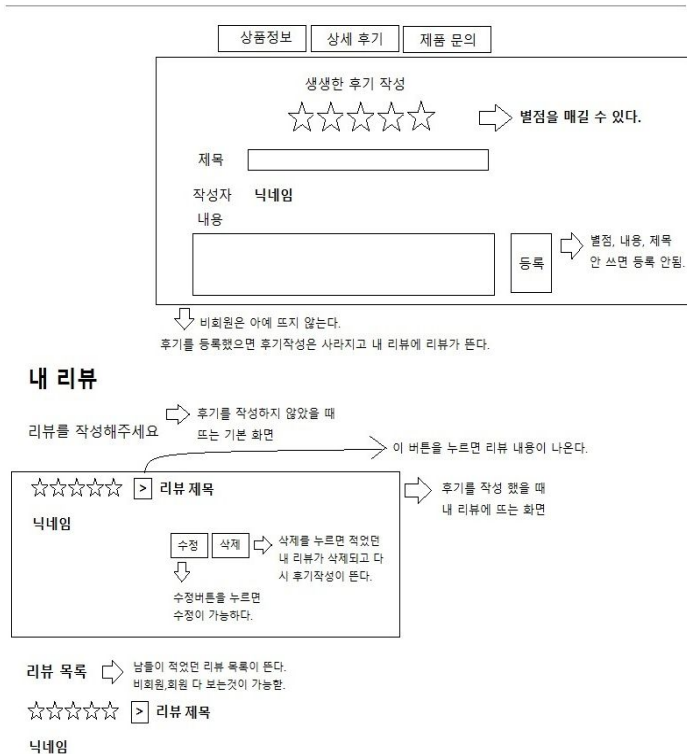 상품정보 상세 후기 제품 문의
생생한 후기 작성
별점을 매길 수 있다.
제목
작성자 닉네임
내용
등록
별점, 내용, 제목
안 쓰면 등록 안됨.
비회원은 아예 뜨지 않는다.
후기를 등록했으면 후기작성은 사라지고 내 리뷰에 리뷰가 뜬다.
내 리뷰
리뷰를 작성해주세요
후기를 작성하지 않았을 때
뜨는 기본 화면
이 버튼을 누르면 리뷰 내용이 나온다.
> 리뷰 제목
닉네임
후기를 작성 했을 때
내 리뷰에 뜨는 화면
수정 삭제
삭제를 누르면 적었던
내 리뷰가 삭제되고 다
시 후기작성이 뜬다.
수정버튼을 누르면
수정이 가능하다.
리뷰 목록
남들이 적었던 리뷰 목록이 뜬다.
비회원,회원 다 보는것이 가능핟.
> 리뷰 제목
닉네임